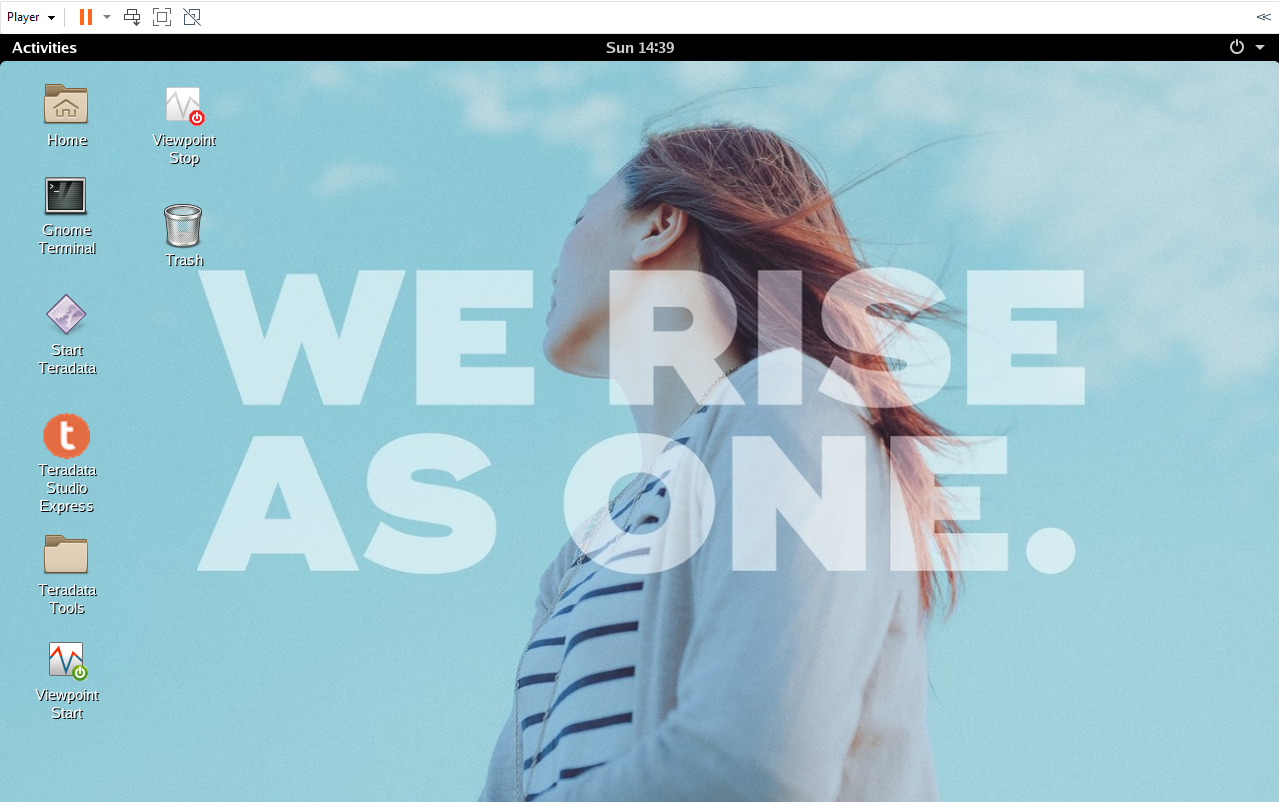 Player
Activities
Sun 14:39
Home
Viewpoint
Stop
Gnome
Terminal
Trash
Start
Teradata
t
Teradata
Studio
Express
Teradata
Tools
Viewpoint
Start
WE RISE
AS ONE.